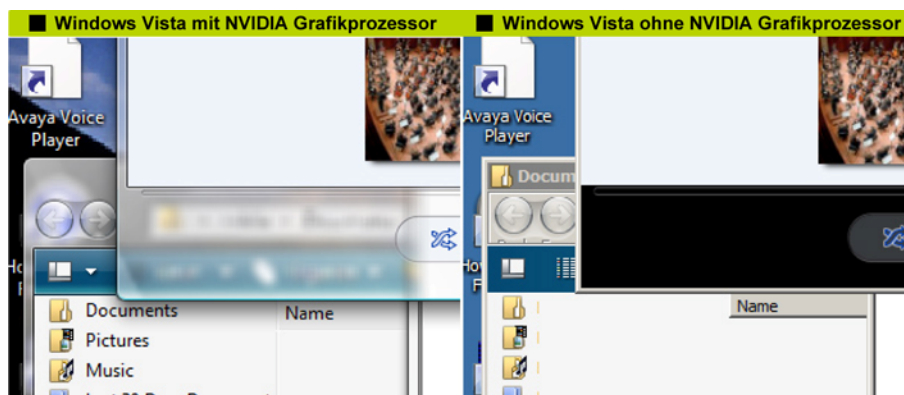 Windows Vista mit NVIDIA Grafikprozessor
Avaya Voice
Player
Documents
Name
Pictures
Music
Windows Vista ohne NVIDIA Grafikprozessor
Avaya Voice
Player
Docum
Name